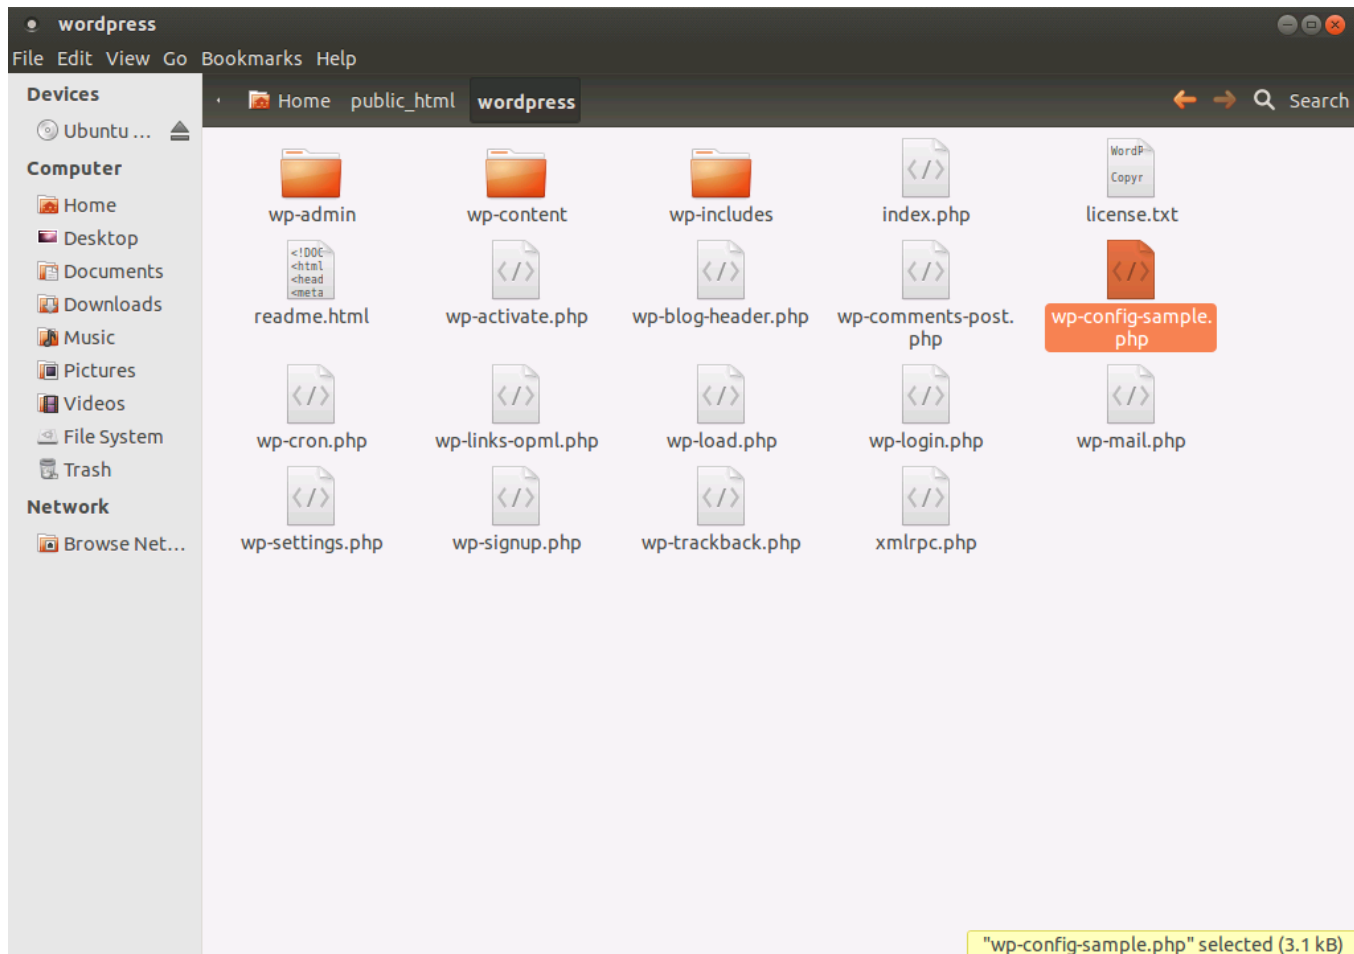 wordpress
File Edit View Go Bookmarks Help
Devices
Ubuntu ...
Computer
Home
Desktop
Documents
Downloads
Music
Pictures
Videos
File System
Trash
Network
Browse Net...
Home public_html wordpress Search
wp-admin wp-content wp-includes index.php license.txt
WordP
Copyr
<!DOC
<html
<head
<meta
readme.html wp-activate.php wp-blog-header.php wp-comments-post.
php wp-config-sample.
php
wp-cron.php wp-links-opml.php wp-load.php wp-login.php wp-mail.php
wp-settings.php wp-signup.php wp-trackback.php xmlrpc.php
"wp-config-sample.php" selected (3.1 kB)